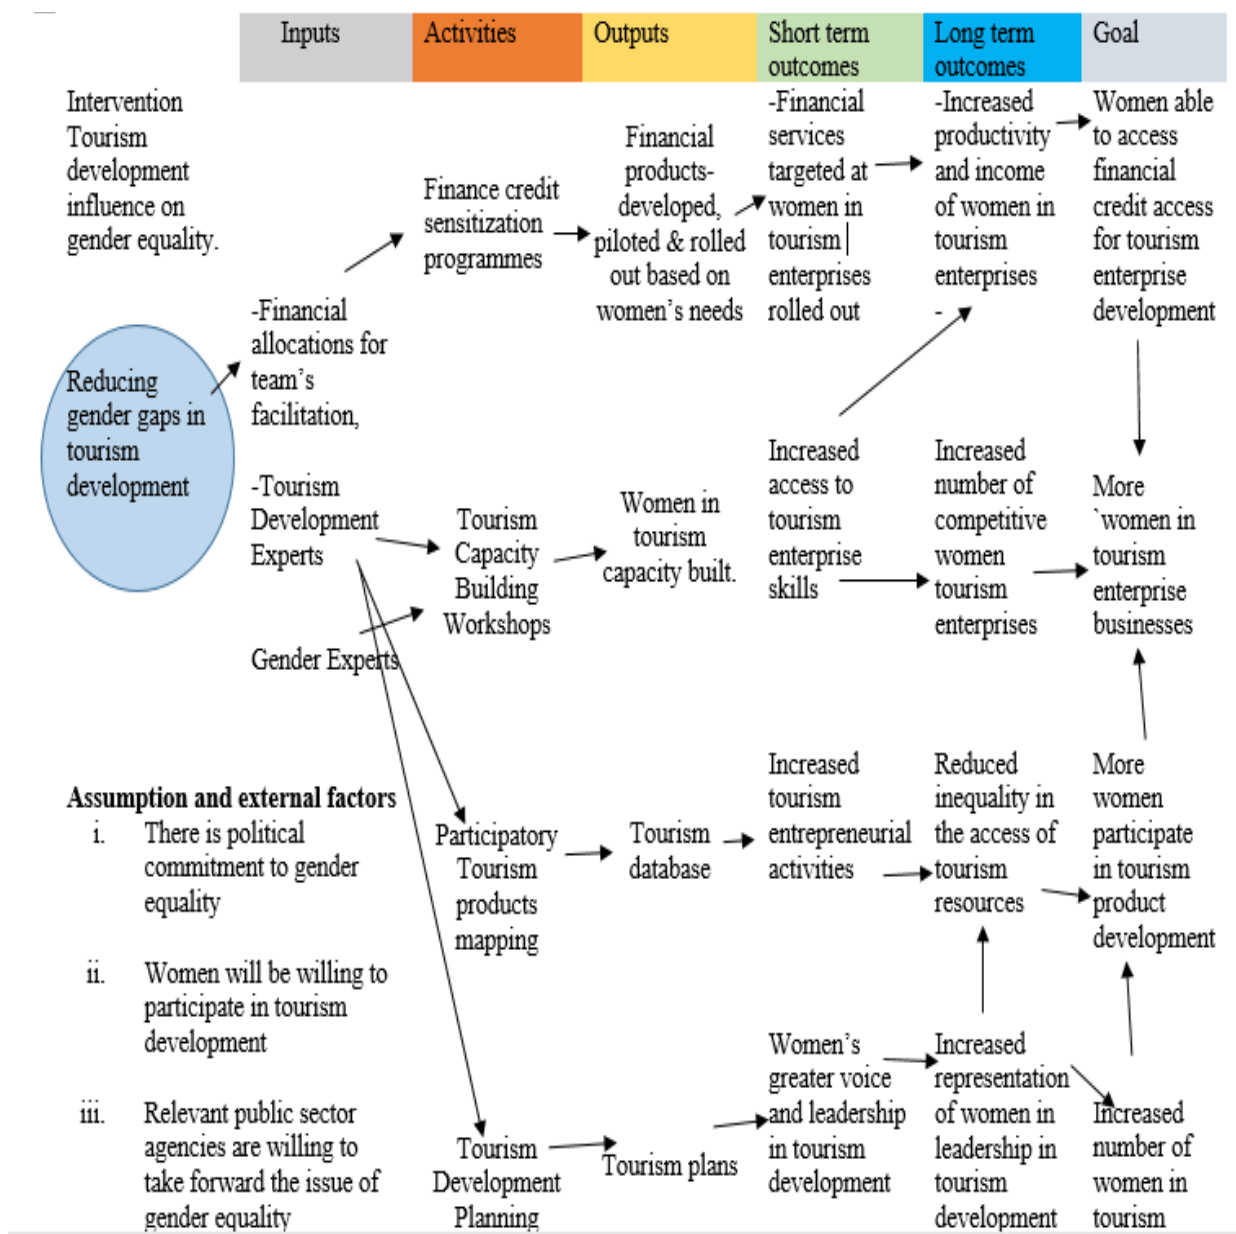 Inputs
Activities
Outputs
Short term
outcomes
Long term
outcomes
Goal
Intervention
Tourism
development
influence on
gender equality.
Reducing
gender gaps in
tourism
development
-Financial
allocations for
team’s
facilitation,
-Tourism
Development
Experts
Gender Experts
Finance credit
sensitization
programmes
Financial
products-
developed,
piloted & rolled
out based on
women’s needs
-Financial
services
targeted at
women in
tourism
enterprises
rolled out
-Increased
productivity
and income
of women in
tourism
enterprises
-
Women able
to access
financial
credit access
for tourism
enterprise
development
Tourism
Capacity
Building
Workshops
Women in
tourism
capacity built.
Increased
access to
tourism
enterprise
skills
Increased
number of
competitive
women
tourism
enterprises
More
`women in
tourism
enterprise
businesses
Participatory
Tourism
products
mapping
Tourism
database
Increased
tourism
entrepreneurial
activities
Reduced
inequality in
the access of
tourism
resources
More
women
participate
in tourism
product
development
Tourism
Development
Planning
Tourism plans
Women’s
greater voice
and leadership
in tourism
development
Increased
representation
of women in
leadership in
tourism
development
Increased
number of
women in
tourism
Assumption and external factors
i. There is political
commitment to gender
equality
ii. Women will be willing to
participate in tourism
development
iii. Relevant public sector
agencies are willing to
take forward the issue of
gender equality